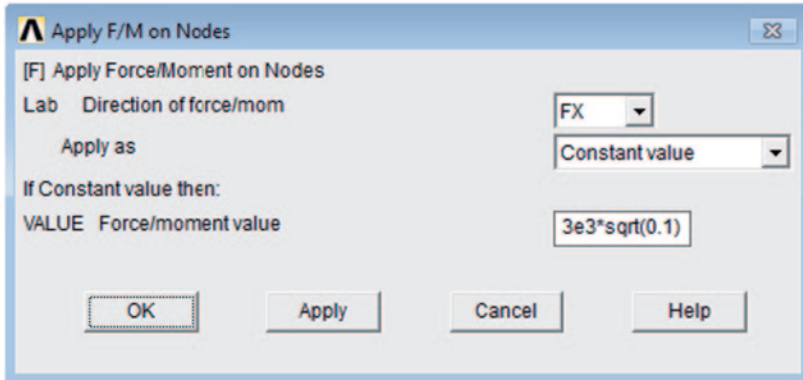 Apply F/M on Nodes
[F] Apply Force/Moment on Nodes
Lab Direction of force/mom FX
Apply as Constant value
If Constant value then:
VALUE Force/moment value 3e3*sqrt(0.1)
OK Apply Cancel Help